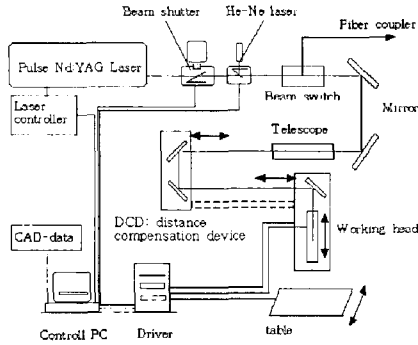 Beam shutter
He-Ne laser
Fiber coupler
Pulse Nd:YAG Laser
Laser
controller
Beam switch
Mirror
Telescope
DCD: distance
compensation device
Working head
CAD-data
Controll PC
Driver
table